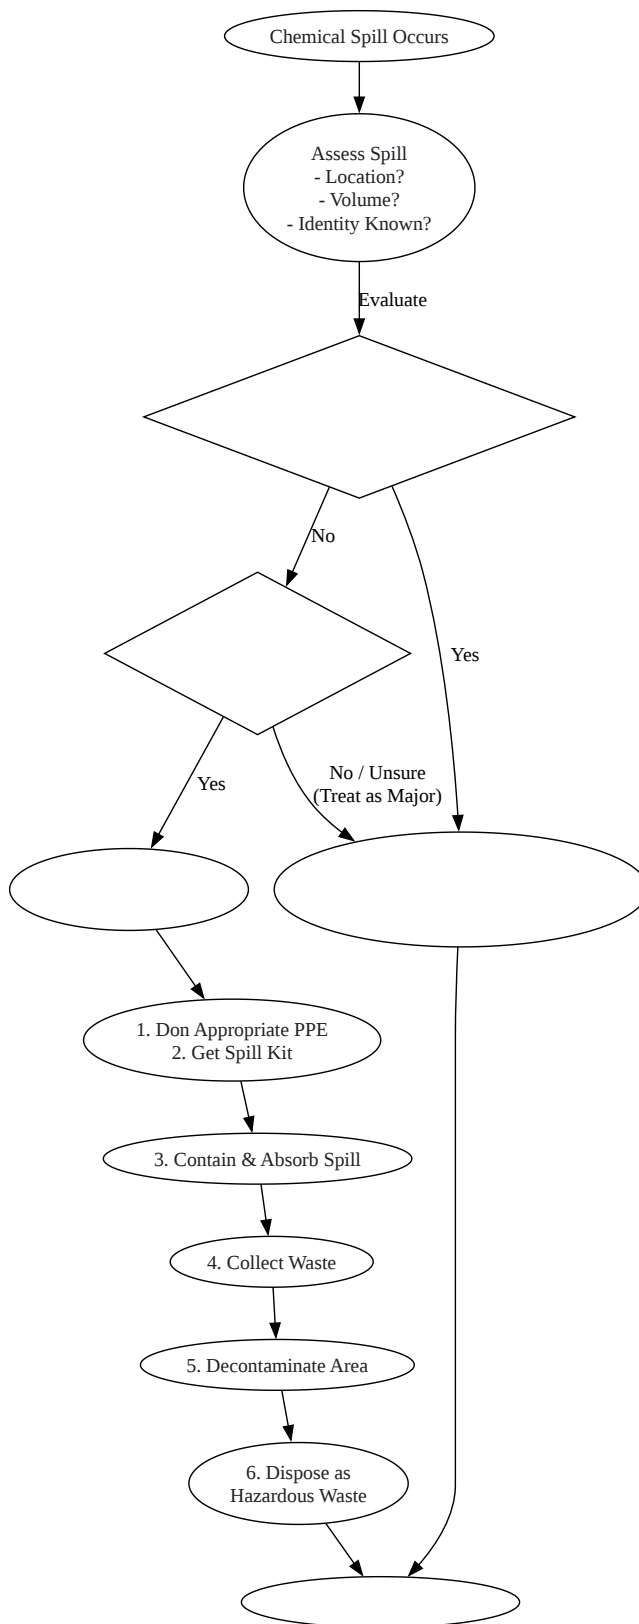 Chemical Spill Occurs
Assess Spill
- Location?
- Volume?
- Identity Known?
Evaluate
No
Yes
Yes
No / Unsure
(Treat as Major)
1. Don Appropriate PPE
2. Get Spill Kit
3. Contain & Absorb Spill
4. Collect Waste
5. Decontaminate Area
6. Dispose as
Hazardous Waste